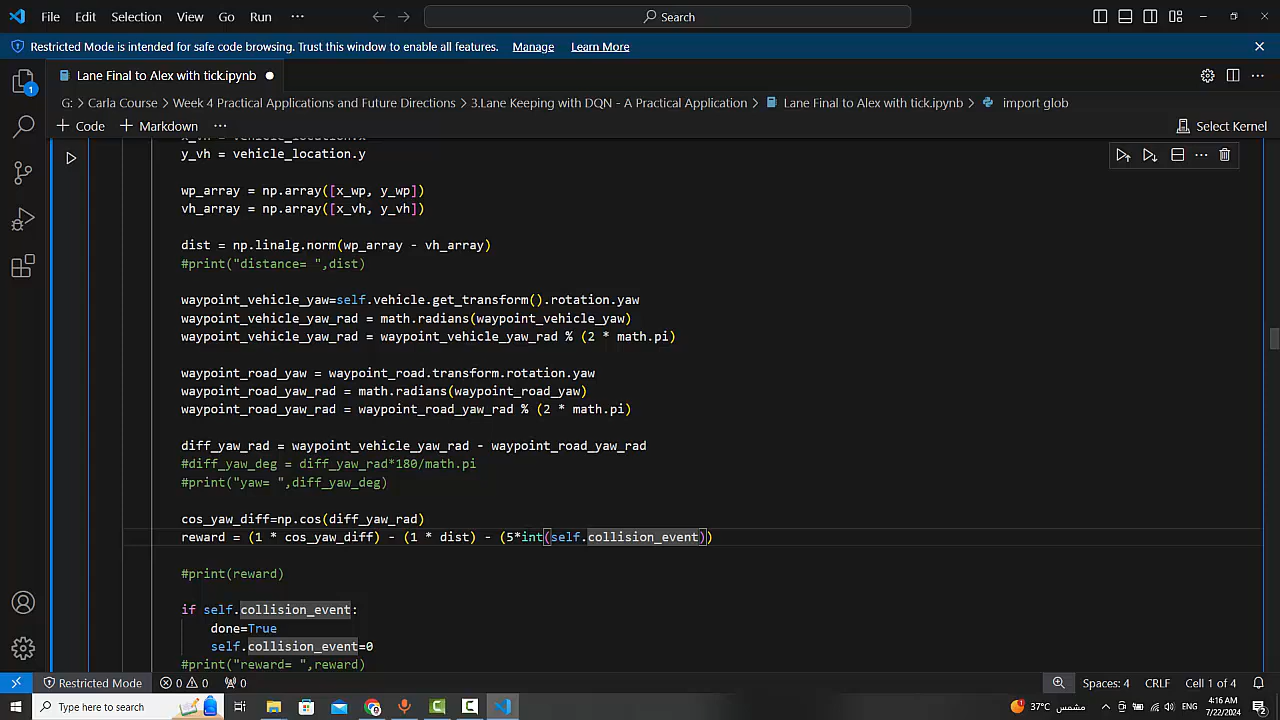 File Edit Selection View Go Run ··· Search
Restricted Mode is intended for safe code browsing. Trust this window to enable all features. Manage Learn More
Lane Final to Alex with tick.ipynb
G: > Carla Course > Week 4 Practical Applications and Future Directions > 3.Lane Keeping with DQN - A Practical Application > Lane Final to Alex with tick.ipynb > import glob
+ Code + Markdown ··· Select Kernel
y_vh = vehicle_location.y
wp_array = np.array([x_wp, y_wp])
vh_array = np.array([x_vh, y_vh])
dist = np.linalg.norm(wp_array - vh_array)
#print("distance= ",dist)
waypoint_vehicle_yaw=self.vehicle.get_transform().rotation.yaw
waypoint_vehicle_yaw_rad = math.radians(waypoint_vehicle_yaw)
waypoint_vehicle_yaw_rad = waypoint_vehicle_yaw_rad % (2 * math.pi)
waypoint_road_yaw = waypoint_road.transform.rotation.yaw
waypoint_road_yaw_rad = math.radians(waypoint_road_yaw)
waypoint_road_yaw_rad = waypoint_road_yaw_rad % (2 * math.pi)
diff_yaw_rad = waypoint_vehicle_yaw_rad - waypoint_road_yaw_rad
#diff_yaw_deg = diff_yaw_rad*180/math.pi
#print("yaw= ",diff_yaw_deg)
cos_yaw_diff=np.cos(diff_yaw_rad)
reward = (1 * cos_yaw_diff) - (1 * dist) - (5*int(self.collision_event))
#print(reward)
if self.collision_event:
done=True
self.collision_event=0
#print("reward= ",reward)
Restricted Mode 0 0 0 Spaces: 4 CRLF Cell 1 of 4
Type here to search 37°C مشمس ENG 4:16 AM
7/22/2024 2
1